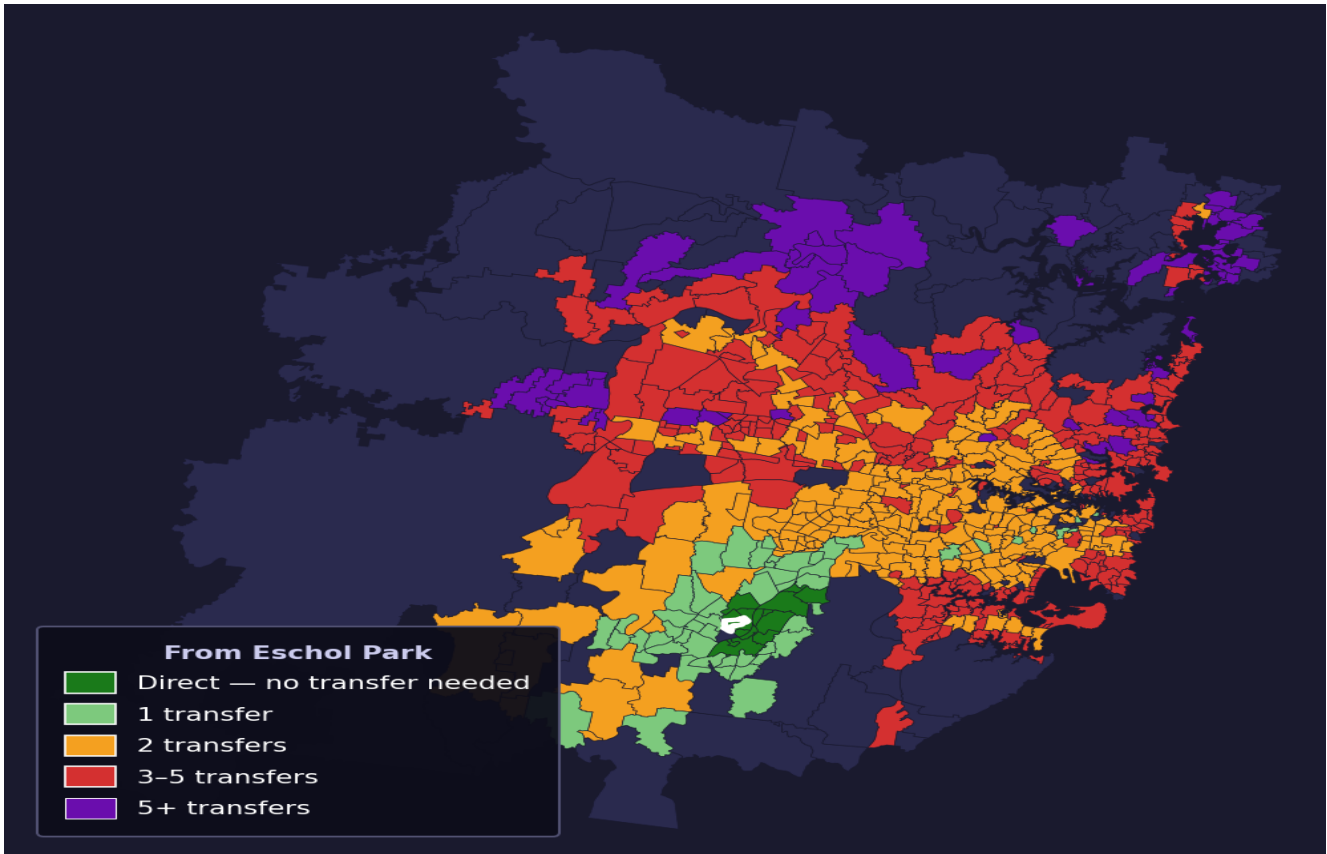 From Eschol Park
Direct — no transfer needed
1 transfer
2 transfers
3–5 transfers
5+ transfers